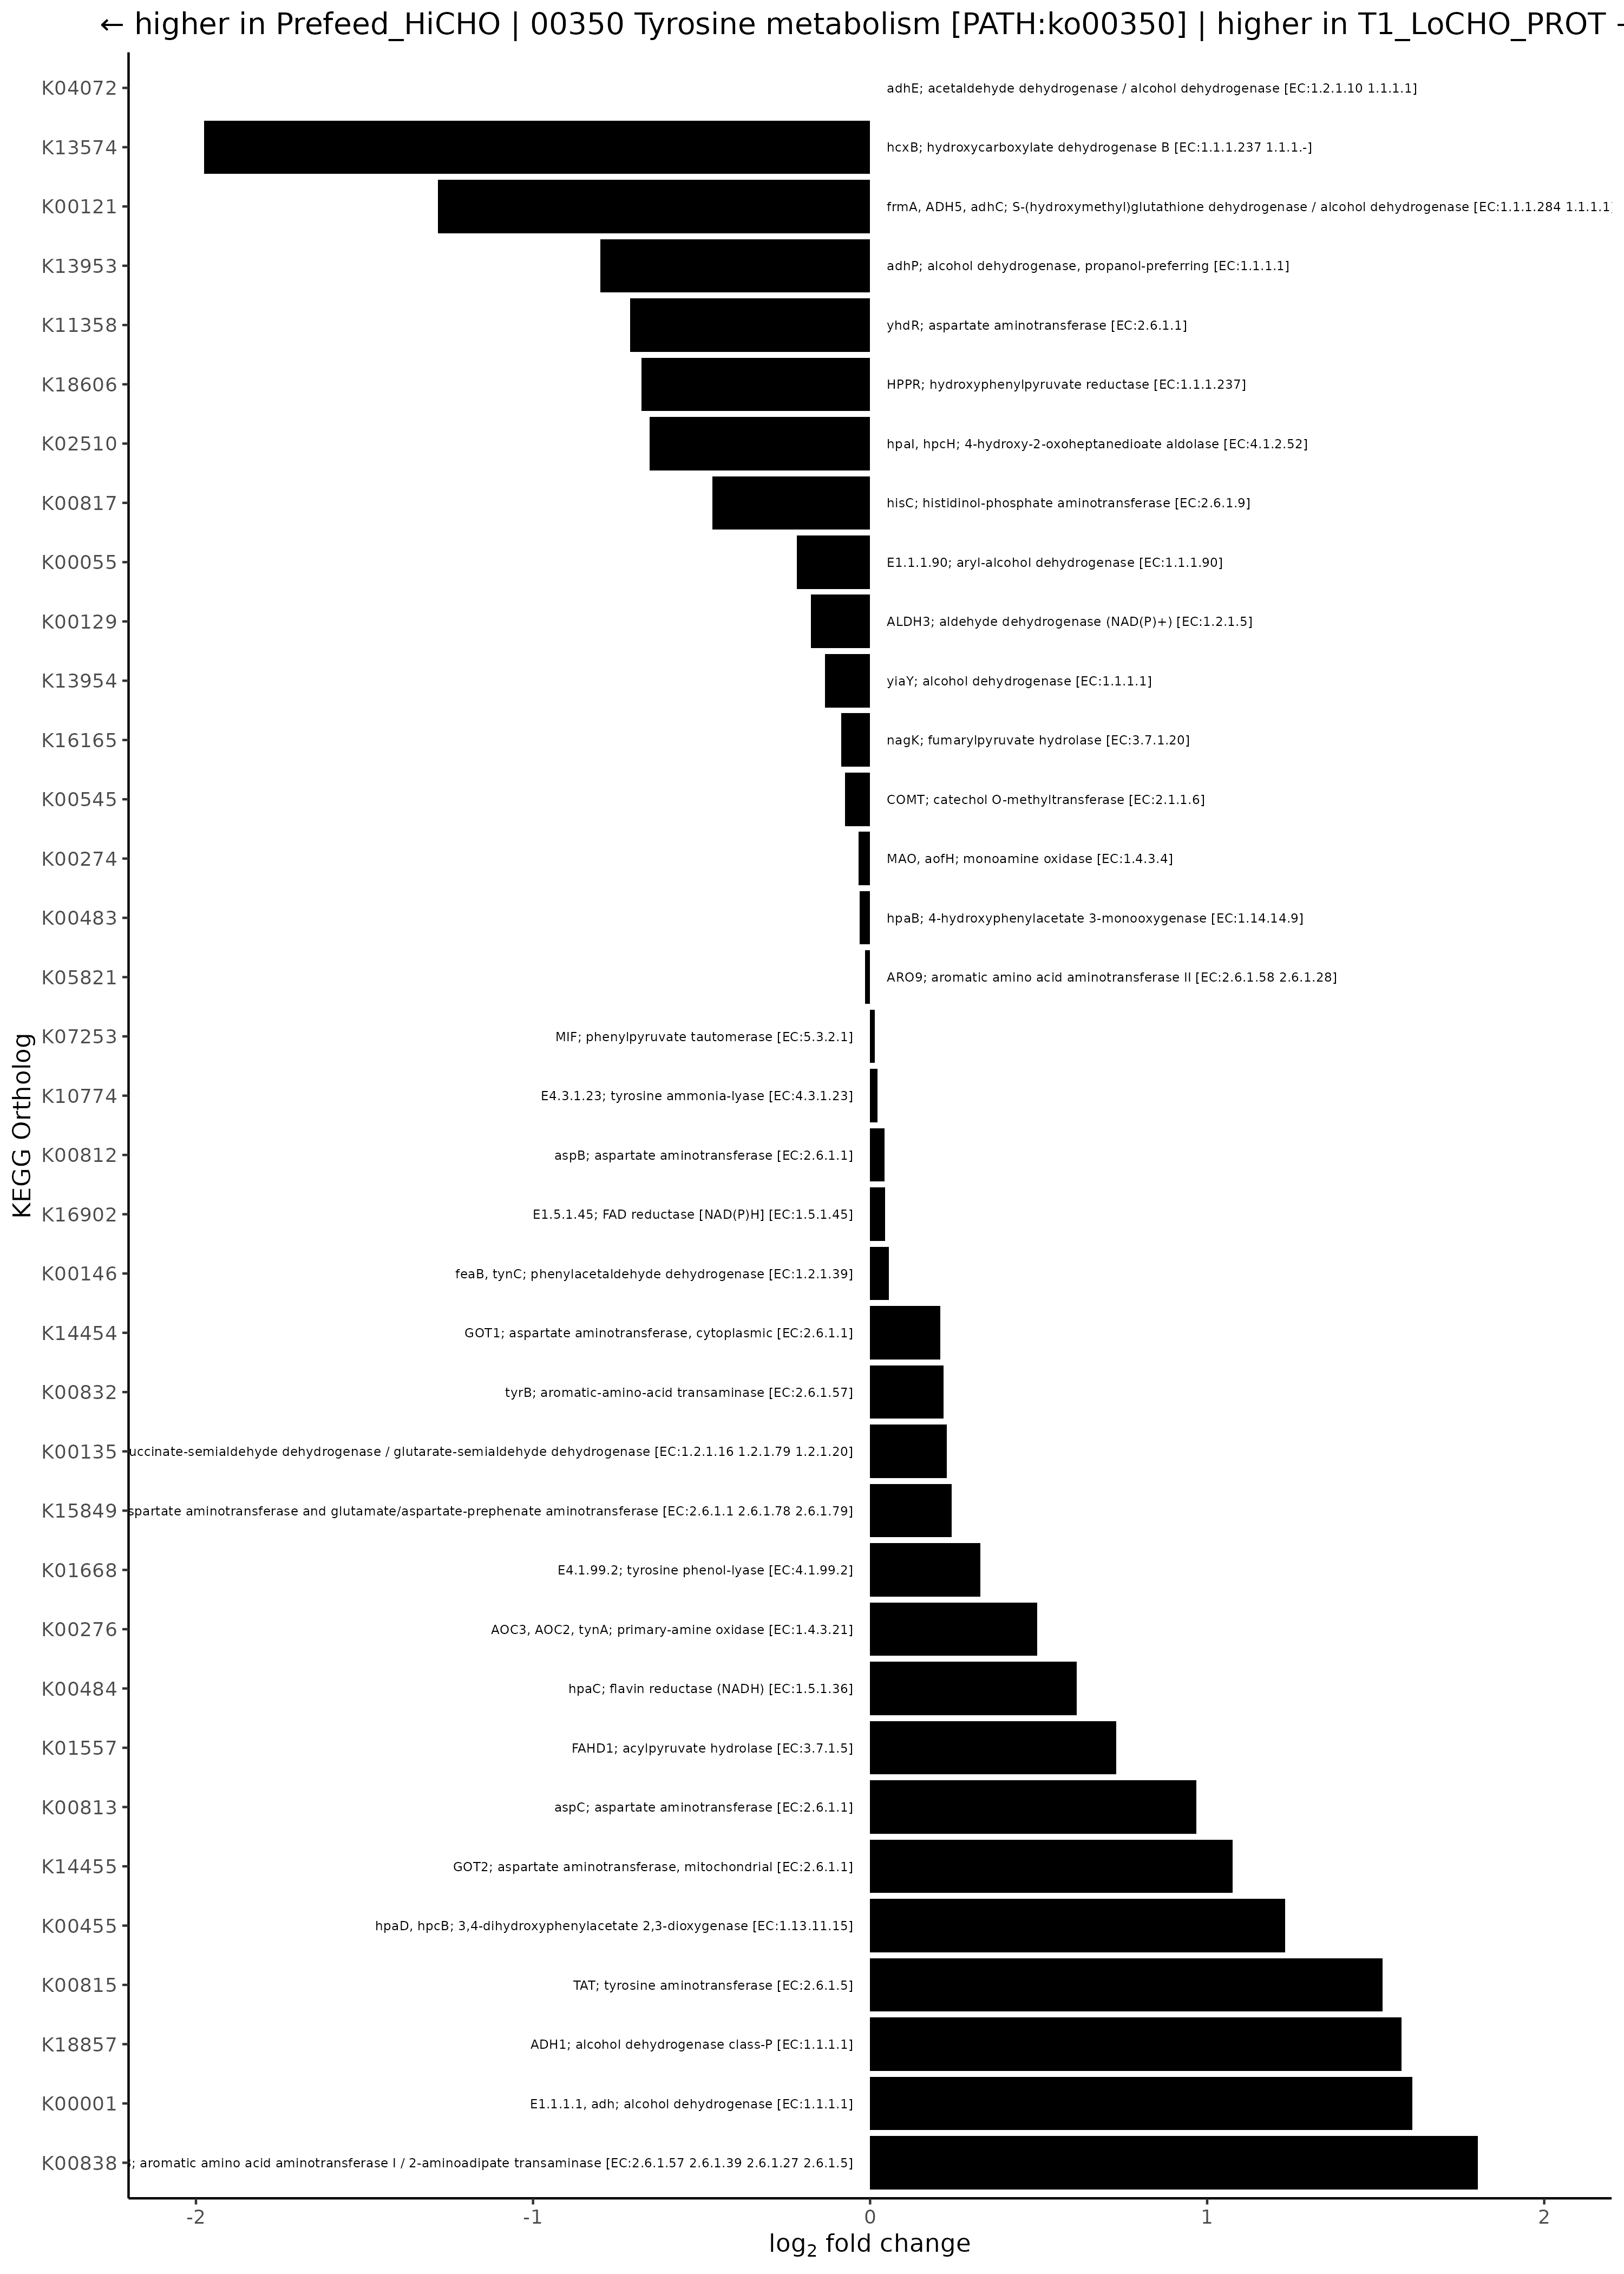 ← higher in Prefeed_HiCHO | 00350 Tyrosine metabolism [PATH:ko00350] | higher in T1_LoCHO_PROT
K04072 adhE; acetaldehyde dehydrogenase / alcohol dehydrogenase [EC:1.2.1.10 1.1.1.1]
K13574 hcxB; hydroxycarboxylate dehydrogenase B [EC:1.1.1.237 1.1.1.-]
K00121 frmA, ADH5, adhC; S-(hydroxymethyl)glutathione dehydrogenase / alcohol dehydrogenase [EC:1.1.1.284 1.1.1.1]
K13953 adhP; alcohol dehydrogenase, propanol-preferring [EC:1.1.1.1]
K11358 yhdR; aspartate aminotransferase [EC:2.6.1.1]
K18606 HPPR; hydroxyphenylpyruvate reductase [EC:1.1.1.237]
K02510 hpaI, hpcH; 4-hydroxy-2-oxoheptanedioate aldolase [EC:4.1.2.52]
K00817 hisC; histidinol-phosphate aminotransferase [EC:2.6.1.9]
K00055 E1.1.1.90; aryl-alcohol dehydrogenase [EC:1.1.1.90]
K00129 ALDH3; aldehyde dehydrogenase (NAD(P)+) [EC:1.2.1.5]
K13954 yiaY; alcohol dehydrogenase [EC:1.1.1.1]
K16165 nagK; fumarylpyruvate hydrolase [EC:3.7.1.20]
K00545 COMT; catechol O-methyltransferase [EC:2.1.1.6]
K00274 MAO, aofH; monoamine oxidase [EC:1.4.3.4]
K00483 hpaB; 4-hydroxyphenylacetate 3-monooxygenase [EC:1.14.14.9]
K05821 ARO9; aromatic amino acid aminotransferase II [EC:2.6.1.58 2.6.1.28]
K07253 MIF; phenylpyruvate tautomerase [EC:5.3.2.1]
K10774 E4.3.1.23; tyrosine ammonia-lyase [EC:4.3.1.23]
K00812 aspB; aspartate aminotransferase [EC:2.6.1.1]
K16902 E1.5.1.45; FAD reductase [NAD(P)H] [EC:1.5.1.45]
K00146 feaB, tynC; phenylacetaldehyde dehydrogenase [EC:1.2.1.39]
K14454 GOT1; aspartate aminotransferase, cytoplasmic [EC:2.6.1.1]
K00832 tyrB; aromatic-amino-acid transaminase [EC:2.6.1.57]
K00135 uccinate-semialdehyde dehydrogenase / glutarate-semialdehyde dehydrogenase [EC:1.2.1.16 1.2.1.79 1.2.1.20]
K15849 spartate aminotransferase and glutamate/aspartate-prephenate aminotransferase [EC:2.6.1.1 2.6.1.78 2.6.1.79]
K01668 E4.1.99.2; tyrosine phenol-lyase [EC:4.1.99.2]
K00276 AOC3, AOC2, tynA; primary-amine oxidase [EC:1.4.3.21]
K00484 hpaC; flavin reductase (NADH) [EC:1.5.1.36]
K01557 FAHD1; acylpyruvate hydrolase [EC:3.7.1.5]
K00813 aspC; aspartate aminotransferase [EC:2.6.1.1]
K14455 GOT2; aspartate aminotransferase, mitochondrial [EC:2.6.1.1]
K00455 hpaD, hpcB; 3,4-dihydroxyphenylacetate 2,3-dioxygenase [EC:1.13.11.15]
K00815 TAT; tyrosine aminotransferase [EC:2.6.1.5]
K18857 ADH1; alcohol dehydrogenase class-P [EC:1.1.1.1]
K00001 E1.1.1.1, adh; alcohol dehydrogenase [EC:1.1.1.1]
K00838 ; aromatic amino acid aminotransferase I / 2-aminoadipate transaminase [EC:2.6.1.57 2.6.1.39 2.6.1.27 2.6.1.5]
KEGG Ortholog
-2 -1 0 1 2
log2 fold change